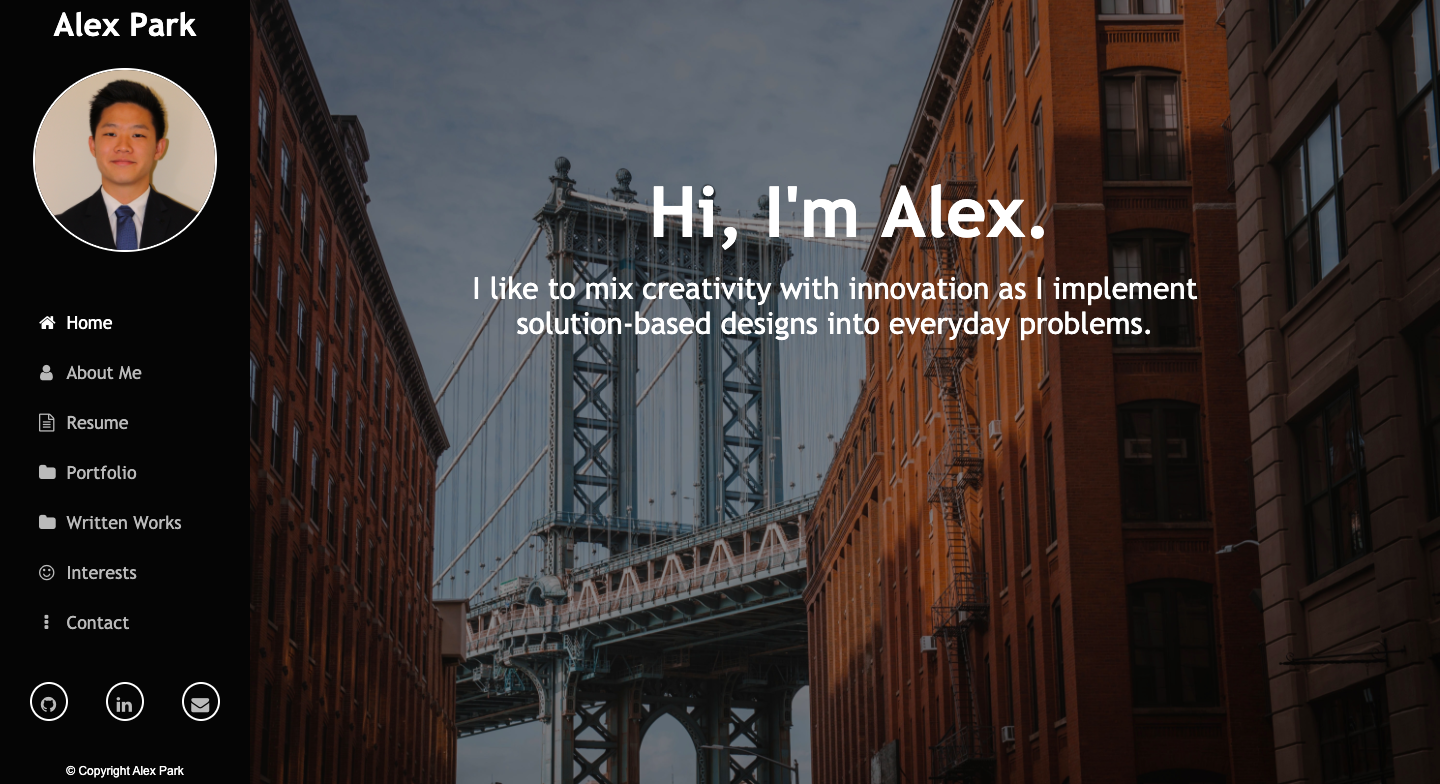 Alex Park
Home
About Me
Resume
Portfolio
Written Works
Interests
Contact
© Copyright Alex Park
Hi, I'm Alex.
I like to mix creativity with innovation as I implement
solution-based designs into everyday problems.